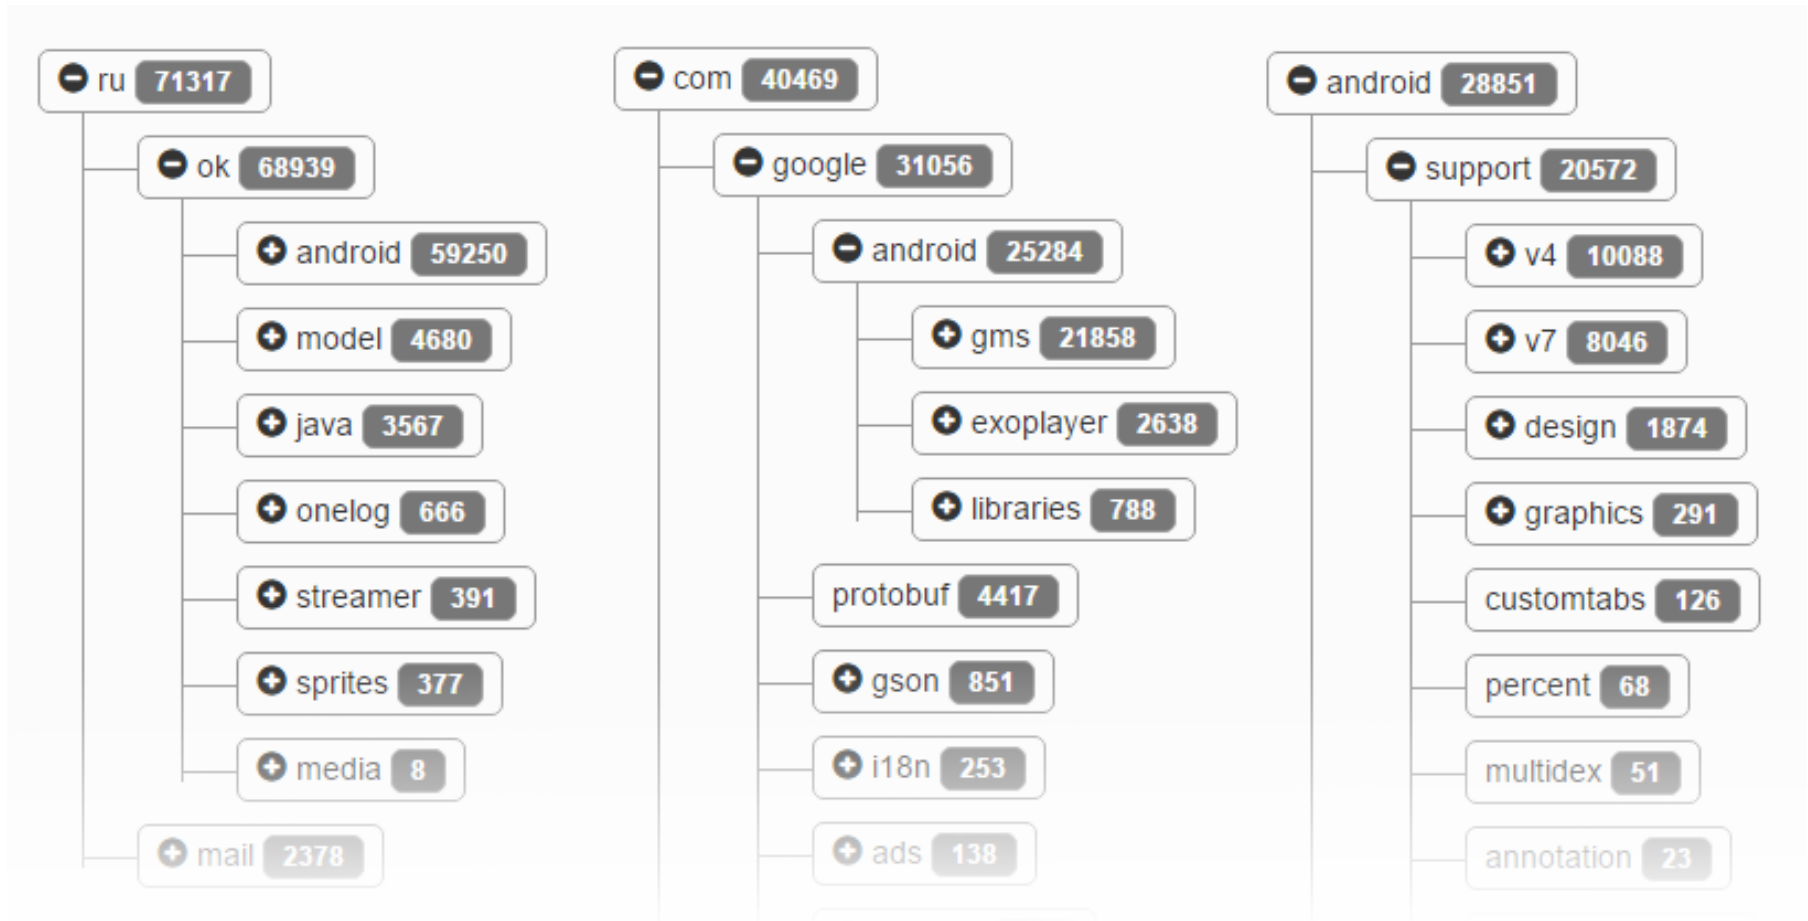 ru 71317
ok 68939
android 59250
model 4680
java 3567
onelog 666
streamer 391
sprites 377
media 8
mail 2378
com 40469
google 31056
android 25284
gms 21858
exoplayer 2638
libraries 788
protobuf 4417
gson 851
i18n 253
ads 138
android 28851
support 20572
v4 10088
v7 8046
design 1874
graphics 291
customtabs 126
percent 68
multidex 51
annotation 23